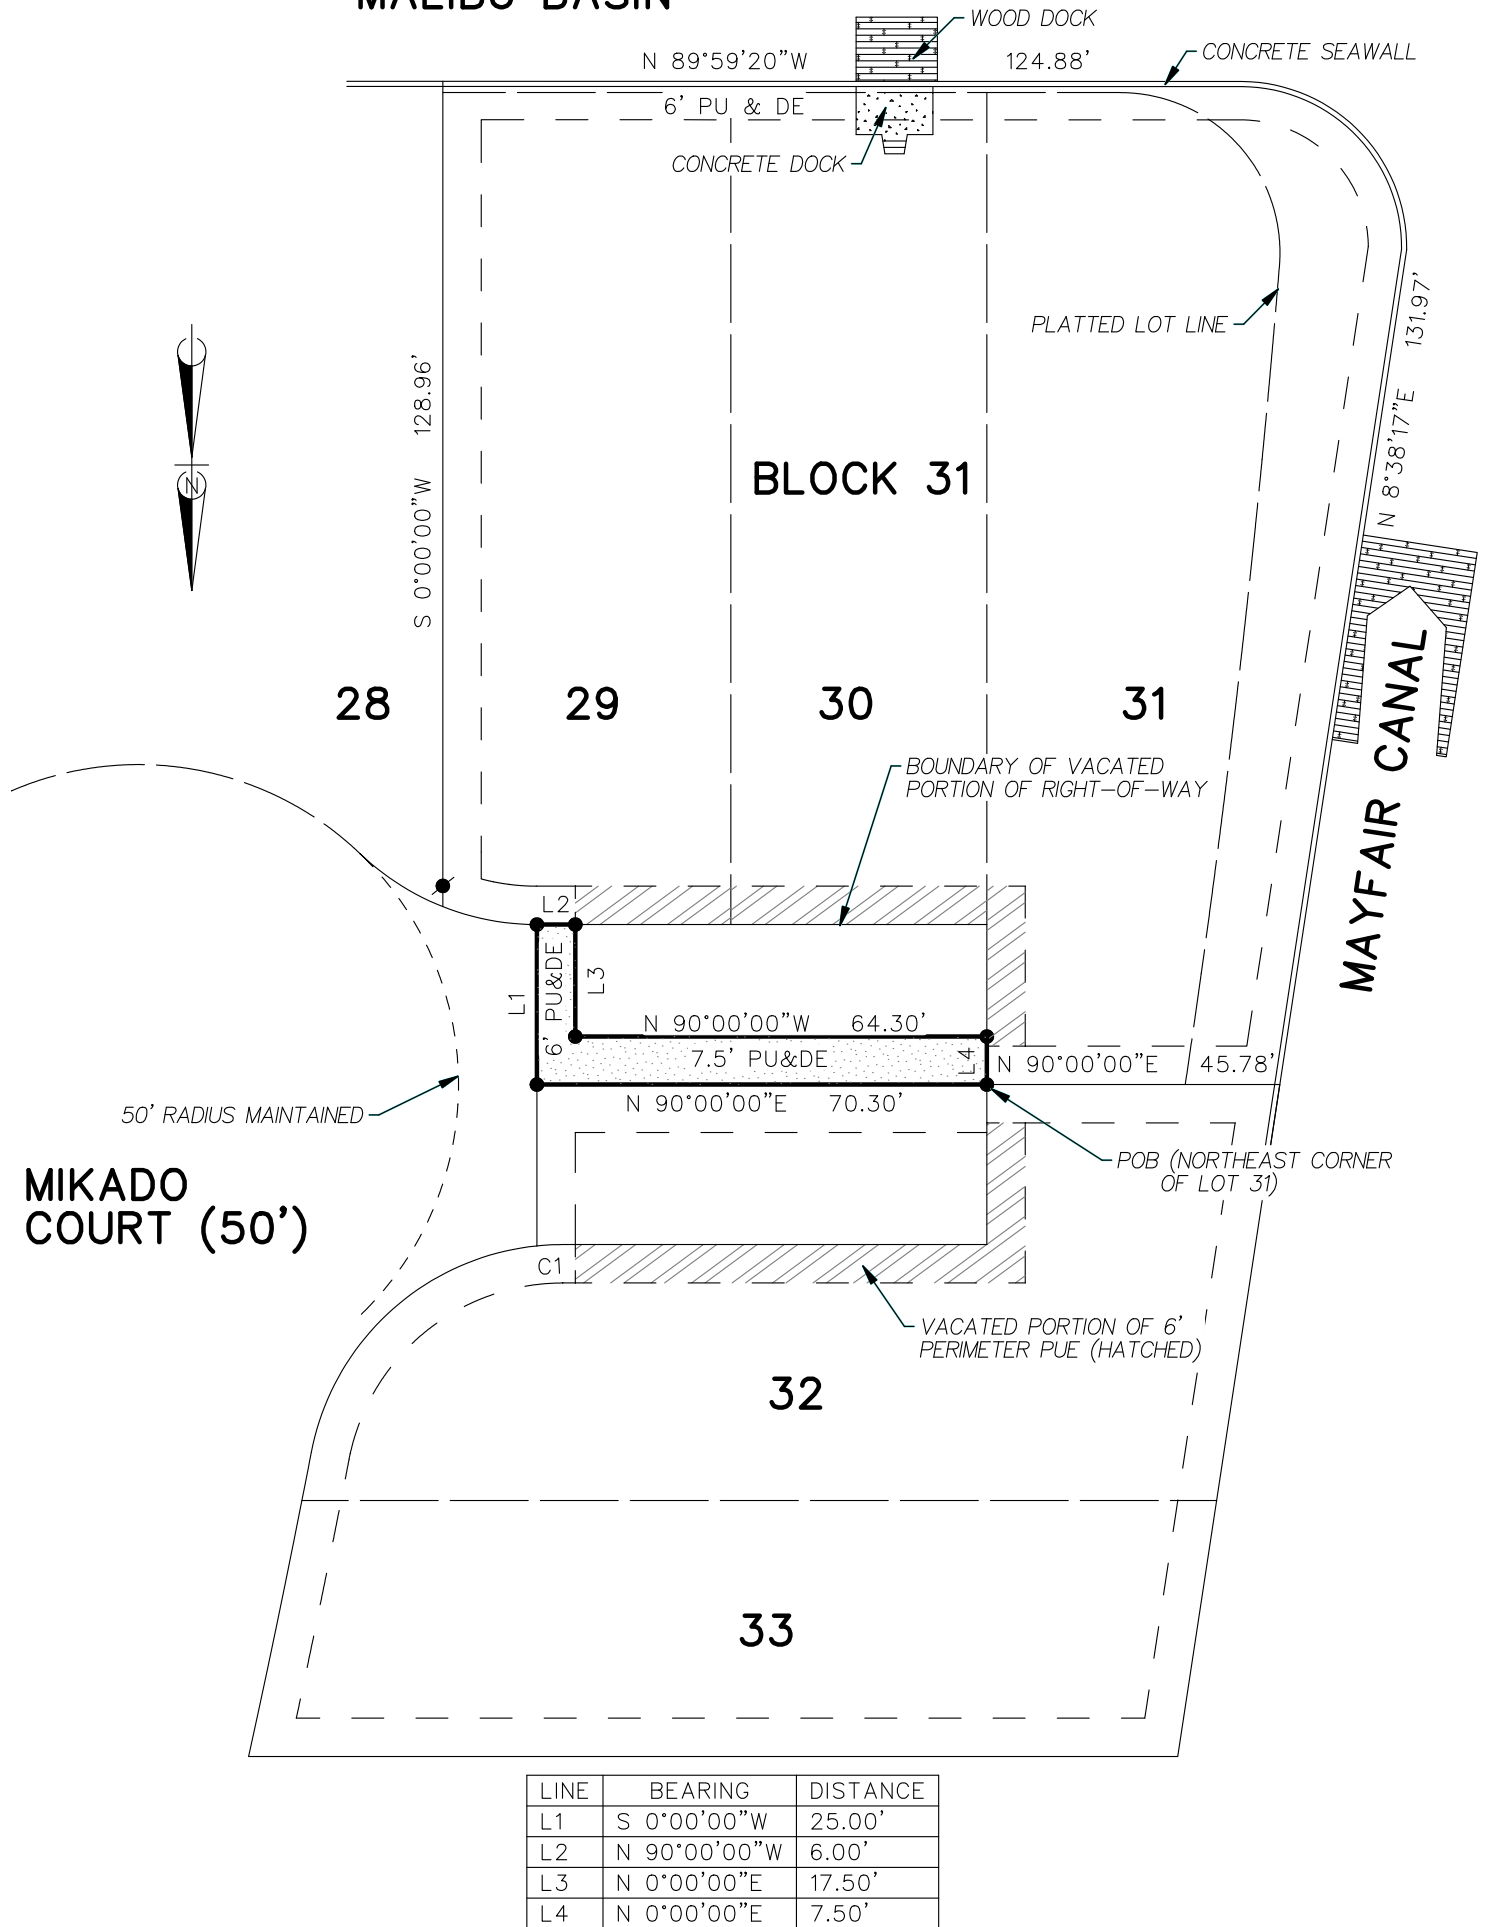 MALIBU BASIN
WOOD DOCK
N 89°59'20"W 124.88'
CONCRETE SEAWALL
6' PU & DE
CONCRETE DOCK
PLATTED LOT LINE
N 8°38'17"E 131.97'
S 0°00'00"W 128.96'
N
BLOCK 31
28
29
30
31
MAYFAIR CANAL
BOUNDARY OF VACATED
PORTION OF RIGHT-OF-WAY
L2
L1
6' PU&DE
L3
N 90°00'00"W 64.30'
7.5' PU&DE
L4
N 90°00'00"E 45.78'
N 90°00'00"E 70.30'
50' RADIUS MAINTAINED
POB (NORTHEAST CORNER
OF LOT 31)
MIKADO
COURT (50')
C1
VACATED PORTION OF 6'
PERIMETER PUE (HATCHED)
32
33
LINE BEARING DISTANCE
L1 S 0°00'00"W 25.00'
L2 N 90°00'00"W 6.00'
L3 N 0°00'00"E 17.50'
L4 N 0°00'00"E 7.50'